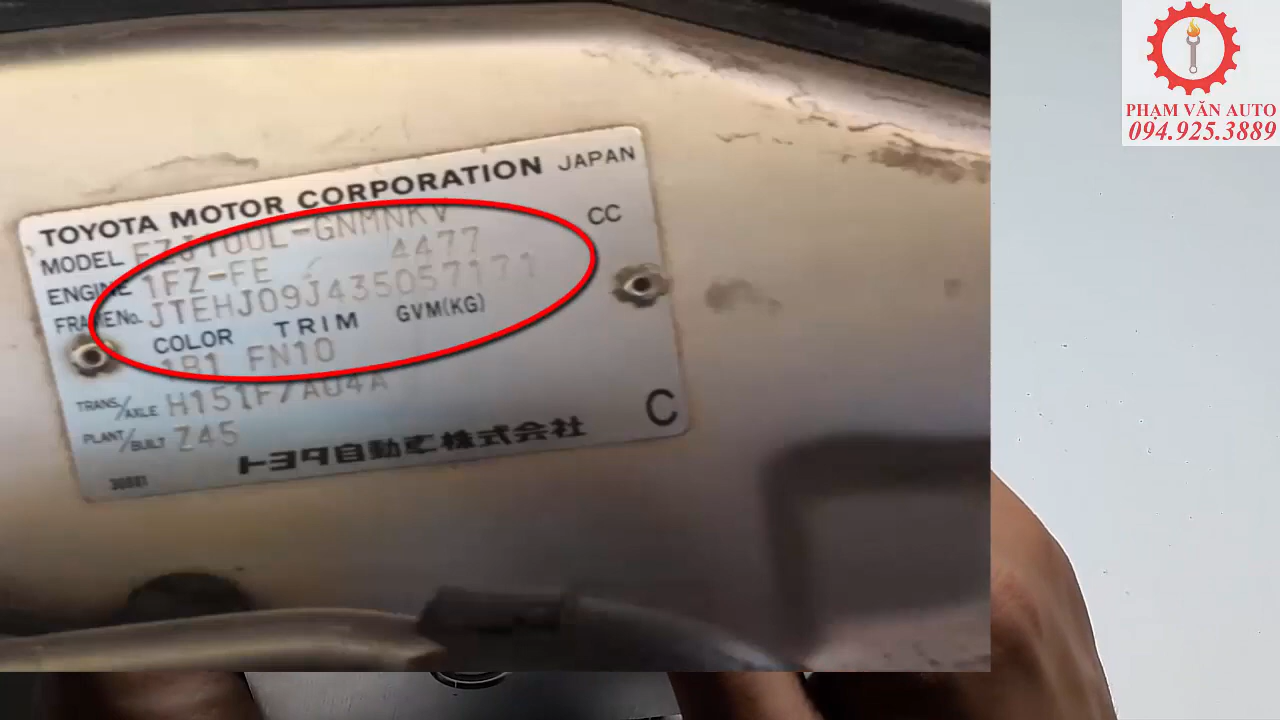 PHẠM VĂN AUTO
094.925.3889
TOYOTA MOTOR CORPORATION JAPAN
MODEL FZJ100L-GNMNKV
ENGINE 1FZ-FE 4477 CC
FRAME No. JTEHJ09J435057171
COLOR TRIM GVM(KG)
1B1 FN10
TRANS/AXLE H151F/A04A
PLANT/BUILT Z45
トヨタ自動車株式会社
C